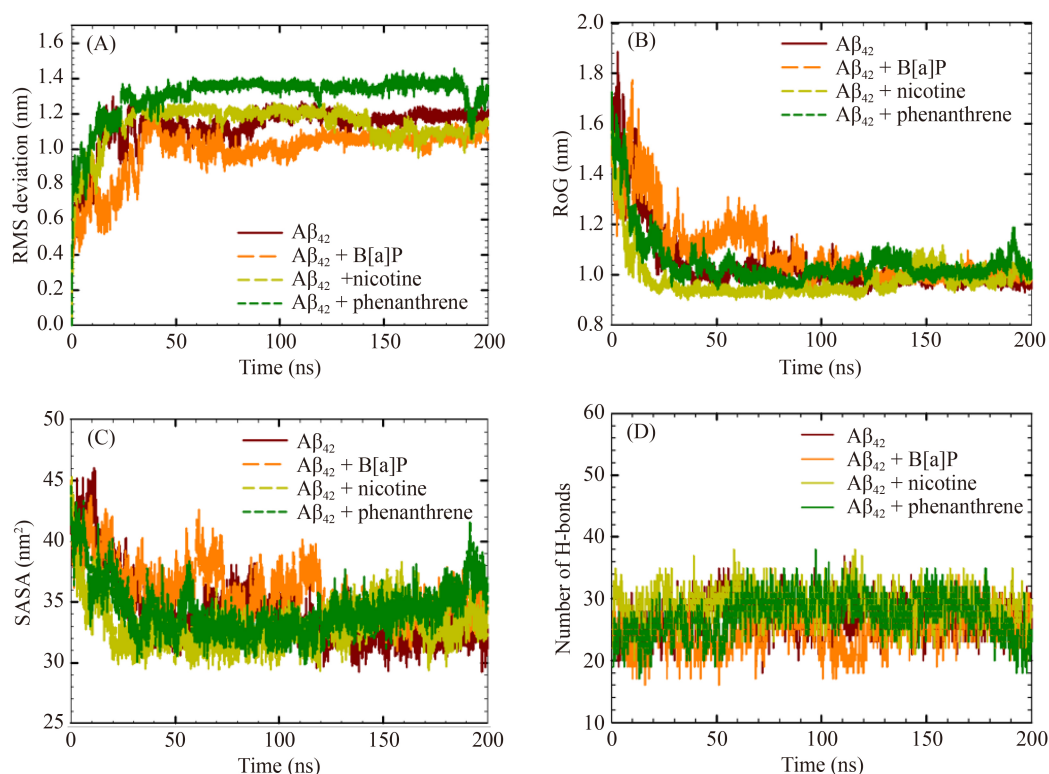 (A)
RMS deviation (nm)
1.6
1.4
1.2
1.0
0.8
0.6
0.4
0.2
0.0
Aβ₄₂
Aβ₄₂ + B[a]P
Aβ₄₂ +nicotine
Aβ₄₂ + phenanthrene
0 50 100 150 200
Time (ns)
(B)
RoG (nm)
2.0
1.8
1.6
1.4
1.2
1.0
0.8
Aβ₄₂
Aβ₄₂ + B[a]P
Aβ₄₂ + nicotine
Aβ₄₂ + phenanthrene
0 50 100 150 200
Time (ns)
(C)
SASA (nm²)
50
45
40
35
30
25
Aβ₄₂
Aβ₄₂ + B[a]P
Aβ₄₂ + nicotine
Aβ₄₂ + phenanthrene
0 50 100 150 200
Time (ns)
(D)
Number of H-bonds
60
50
40
30
20
10
Aβ₄₂
Aβ₄₂ + B[a]P
Aβ₄₂ + nicotine
Aβ₄₂ + phenanthrene
0 50 100 150 200
Time (ns)